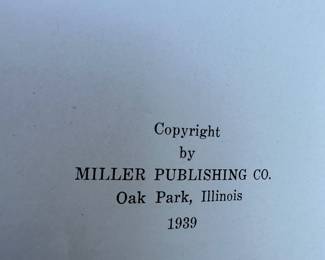 Copyright
by
MILLER PUBLISHING CO.
Oak Park, Illinois
1939